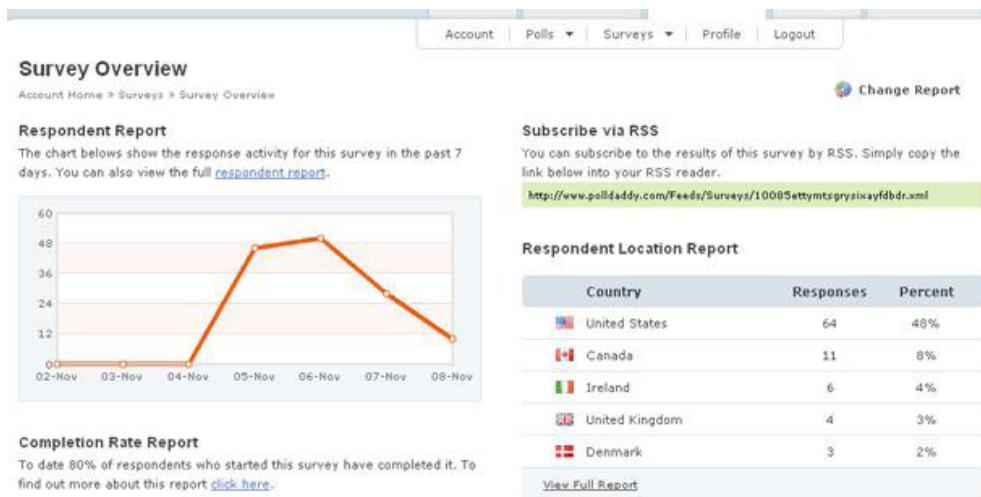 Account Polls Surveys Profile Logout
Survey Overview
Account Home » Surveys » Survey Overview
Change Report
Respondent Report
The chart belows show the response activity for this survey in the past 7
days. You can also view the full respondent report.
60
48
36
24
12
0
02-Nov 03-Nov 04-Nov 05-Nov 06-Nov 07-Nov 08-Nov
Completion Rate Report
To date 80% of respondents who started this survey have completed it. To
find out more about this report click here.
Subscribe via RSS
You can subscribe to the results of this survey by RSS. Simply copy the
link below into your RSS reader.
http://www.polldaddy.com/Feeds/Surveys/10085ettymtsgrysixayfdbdr.xml
Respondent Location Report
Country Responses Percent
United States 64 48%
Canada 11 8%
Ireland 6 4%
United Kingdom 4 3%
Denmark 3 2%
View Full Report